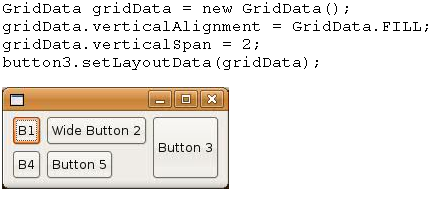 GridData gridData = new GridData();
gridData.verticalAlignment = GridData.FILL;
gridData.verticalSpan = 2;
button3.setLayoutData(gridData);
B1 Wide Button 2 Button 3
B4 Button 5